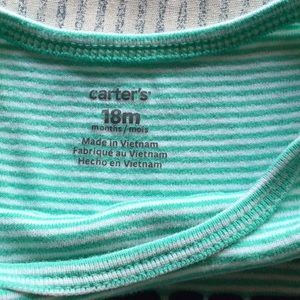 carter's®
18m
months / mois
Made in Vietnam
Fabriqué au Vietnam
Hecho en Vietnam